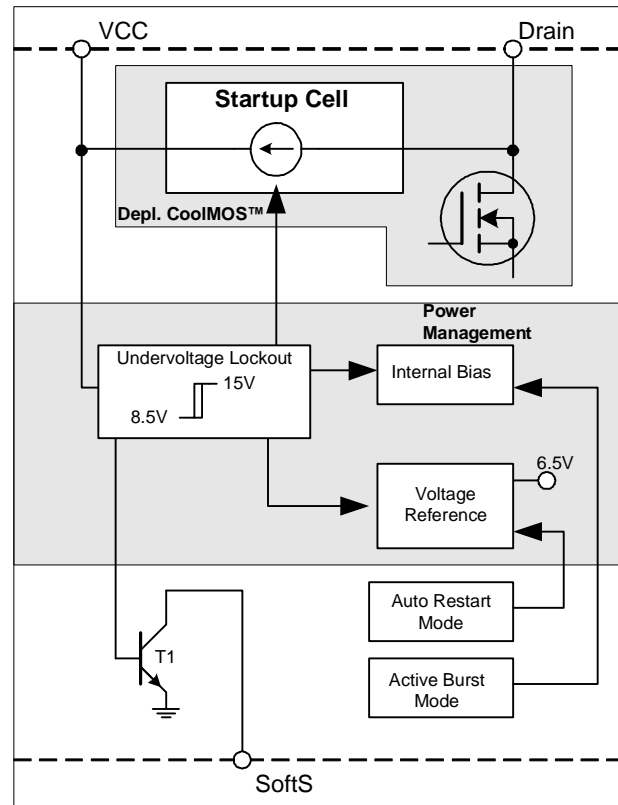 VCC
Drain
Startup Cell
Depl. CoolMOS™
Power
Management
Undervoltage Lockout
15V
8.5V
Internal Bias
6.5V
Voltage
Reference
Auto Restart
Mode
T1
Active Burst
Mode
SoftS